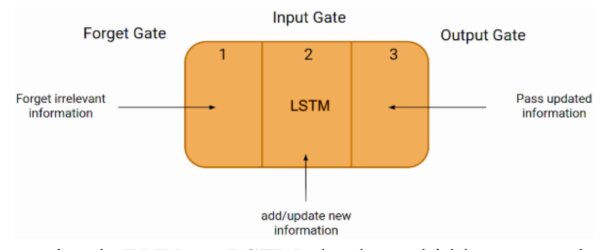 Input Gate
Forget Gate
Output Gate
1
2
3
LSTM
Forget irrelevant
information
Pass updated
information
add/update new
information